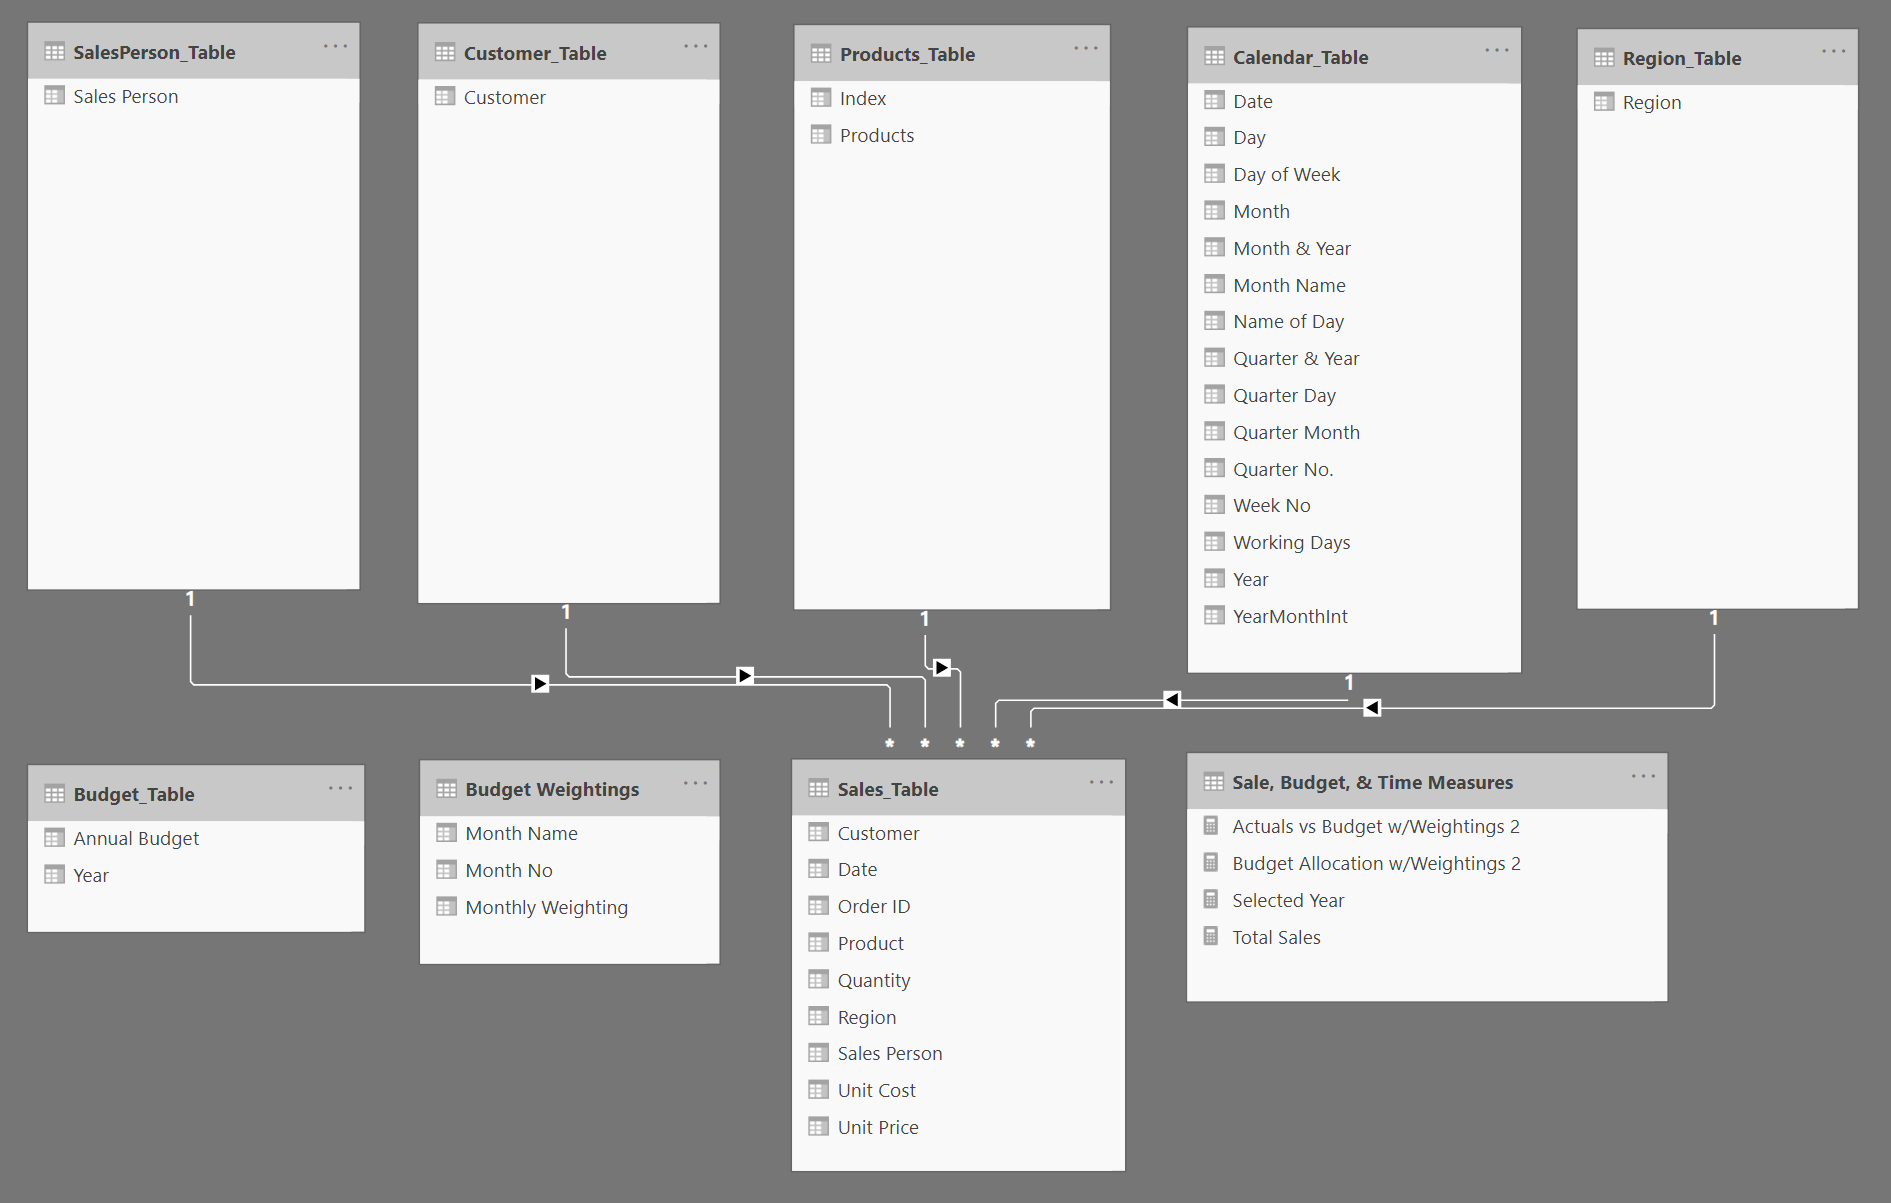 SalesPerson_Table
Sales Person
Customer_Table
Customer
Products_Table
Index
Products
Calendar_Table
Date
Day
Day of Week
Month
Month & Year
Month Name
Name of Day
Quarter & Year
Quarter Day
Quarter Month
Quarter No.
Week No
Working Days
Year
YearMonthInt
Region_Table
Region
1
1
1
1
1
* * * * *
Budget_Table
Annual Budget
Year
Budget Weightings
Month Name
Month No
Monthly Weighting
Sales_Table
Customer
Date
Order ID
Product
Quantity
Region
Sales Person
Unit Cost
Unit Price
Sale, Budget, & Time Measures
Actuals vs Budget w/Weightings 2
Budget Allocation w/Weightings 2
Selected Year
Total Sales